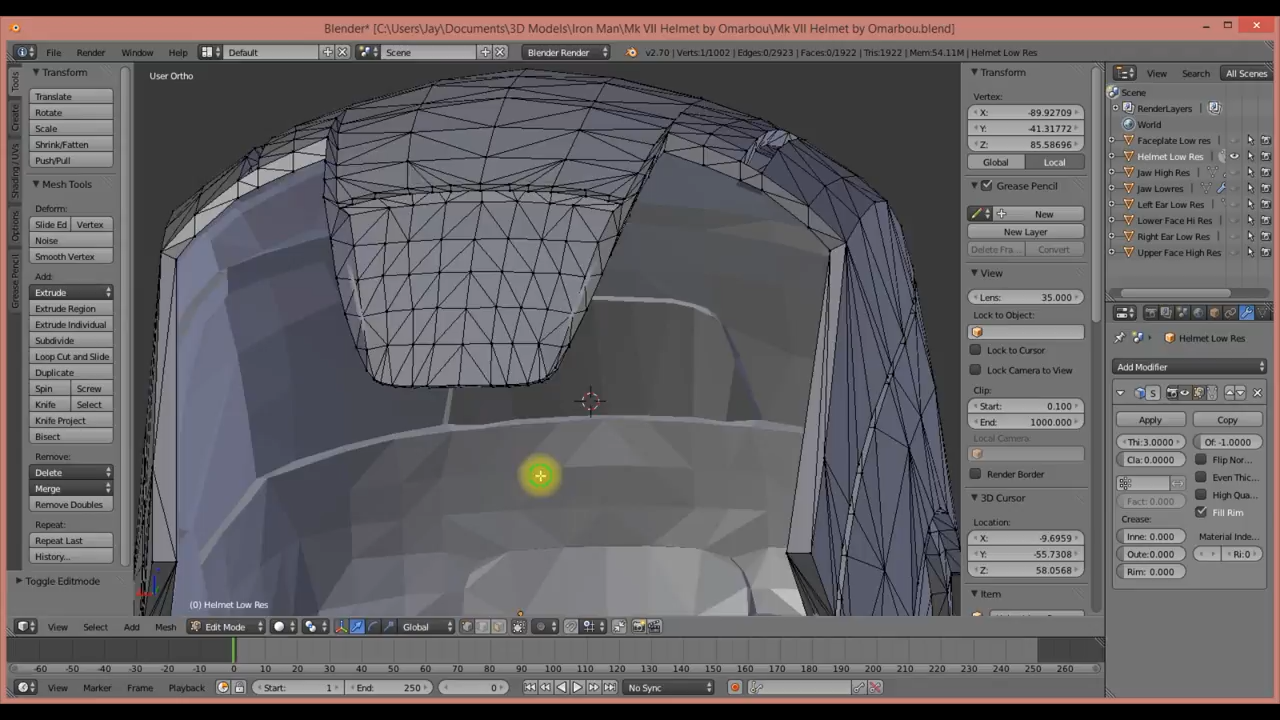 Blender* [C:\Users\Jay\Documents\3D Models\Iron Man\Mk VII Helmet by Omarbou\Mk VII Helmet by Omarbou.blend]
File Render Window Help Default Scene Blender Render v2.70 | Verts:1/1002 | Edges:0/2923 | Faces:0/1922 | Tris:1922 | Mem:54.11M | Helmet Low Res
View Search All Scenes
Tools
Create
Shading / UVs
Options
Grease Pencil
Transform
Translate
Rotate
Scale
Shrink/Fatten
Push/Pull
Mesh Tools
Deform:
Slide Ed Vertex
Noise
Smooth Vertex
Add:
Extrude
Extrude Region
Extrude Individual
Subdivide
Loop Cut and Slide
Duplicate
Spin Screw
Knife Select
Knife Project
Bisect
Remove:
Delete
Merge
Remove Doubles
Repeat:
Repeat Last
History...
Toggle Editmode
User Ortho
(0) Helmet Low Res
Transform
Vertex:
X: -89.92709
Y: -41.31772
Z: 85.58696
Global Local
Grease Pencil
New
New Layer
Delete Fra... Convert
View
Lens: 35.000
Lock to Object:
Lock to Cursor
Lock Camera to View
Clip:
Start: 0.100
End: 1000.000
Local Camera:
Render Border
3D Cursor
Location:
X: -9.6959
Y: -55.7308
Z: 58.0568
Item
Scene
RenderLayers
World
Faceplate Low res
Helmet Low Res
Jaw High Res
Jaw Lowres
Left Ear Low Res
Lower Face Hi Res
Right Ear Low Res
Upper Face High Res
Helmet Low Res
Add Modifier
S
Apply Copy
Thi:3.0000 Of: -1.0000
Cla:0.0000 Flip Nor...
Even Thic...
Fact: 0.000 High Qua...
Fill Rim
Crease: Material Inde...
Inne: 0.000
Oute:0.000 Ri:0
Rim: 0.000
View Select Add Mesh Edit Mode Global
-60 -50 -40 -30 -20 -10 0 10 20 30 40 50 60 70 80 90 100 110 120 130 140 150 160 170 180 190 200 210 220 230 240 250 260
View Marker Frame Playback Start: 1 End: 250 0 No Sync